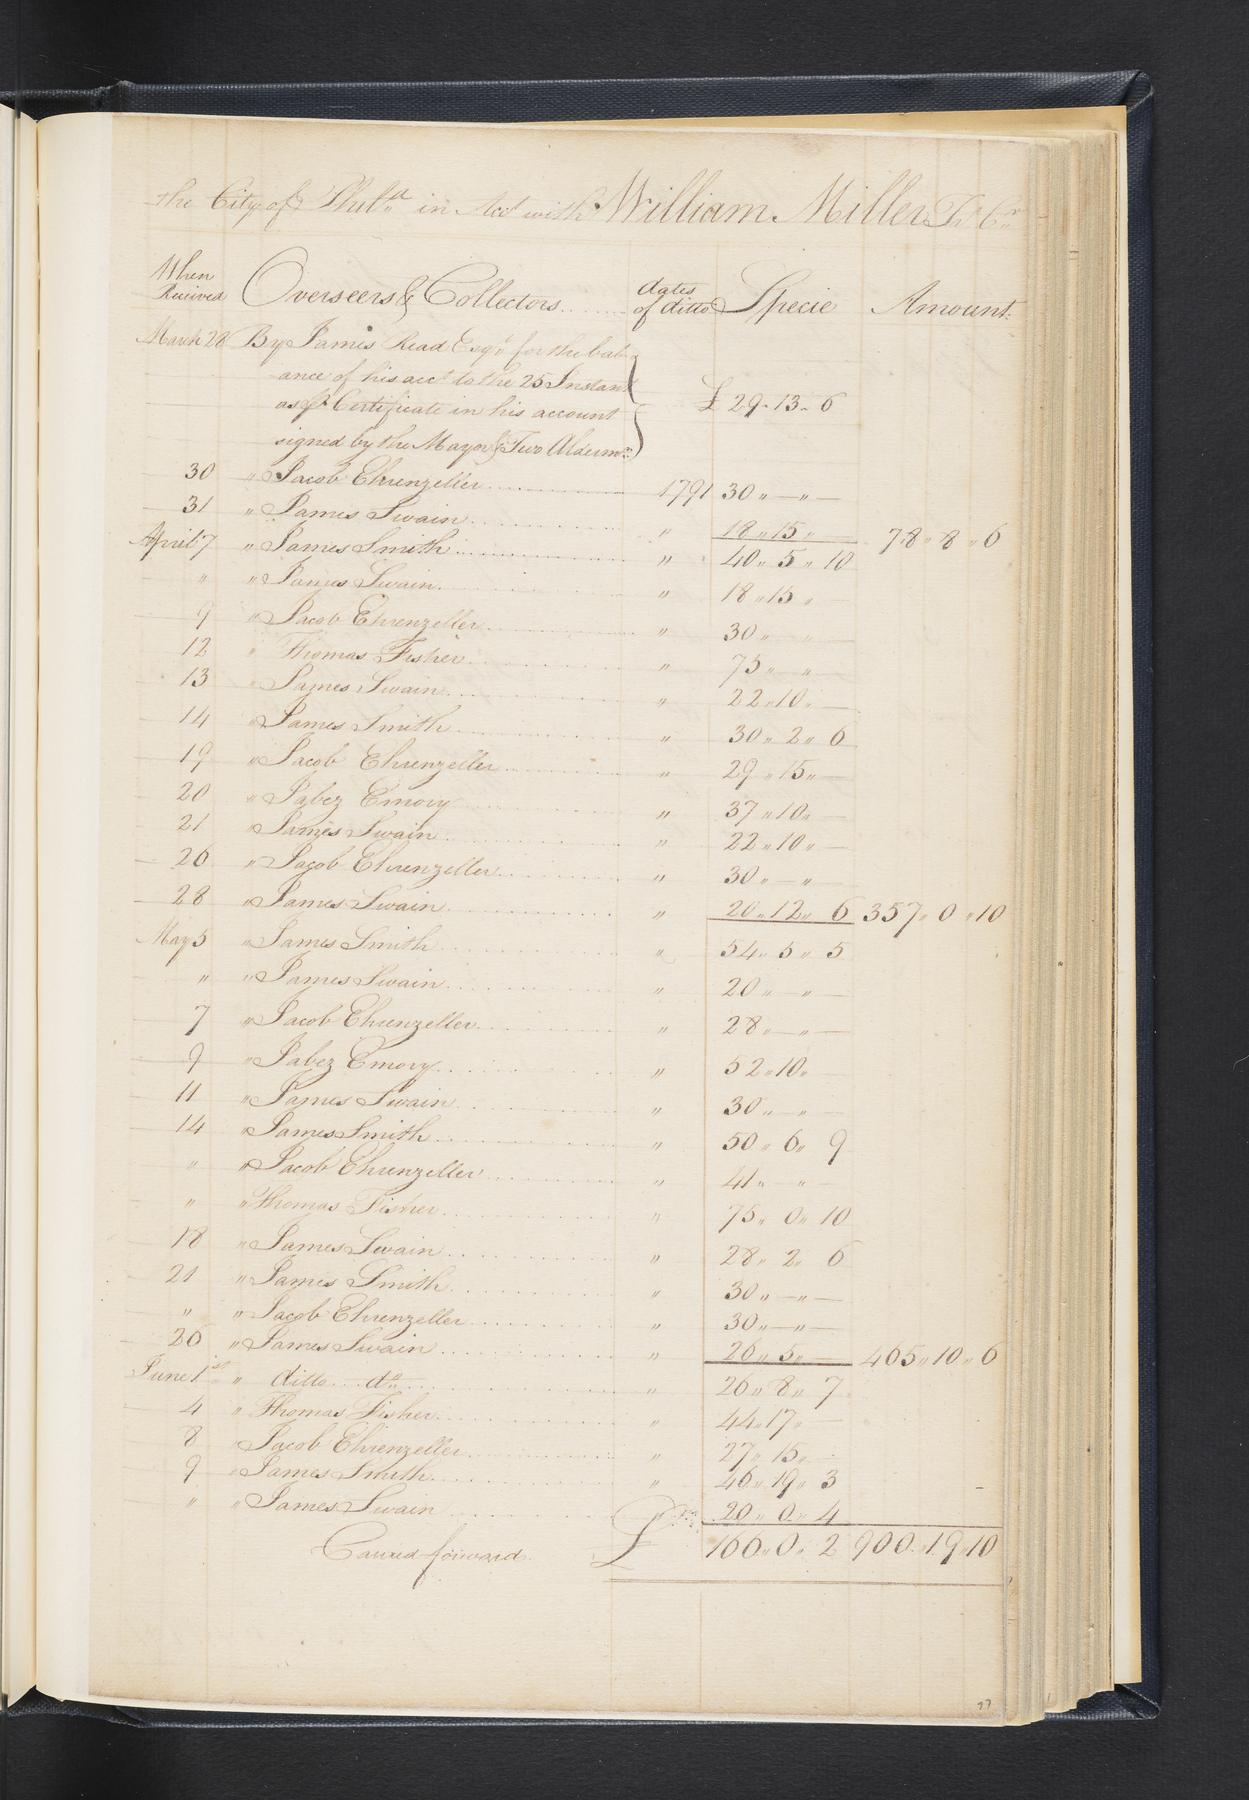 the City of Philᵃ in Acct with William Miller Trʳ Cʳ
When Received Overseers & Collectors dates of ditto Specie Amount
March 28 By James Read Esqʳ for the bal-
ance of his acct to the 25 Instant
as ⅌ Certificate in his account £ 29 - 13 - 6
signed by the Mayor & Two Aldermⁿ
30 " Jacob Ehrenzeller 1791 30 " — " —
31 " James Swain " 18 " 15 " — 78 " 8 " 6
April 7 " James Smith " 40 " 5 " 10
" " James Swain " 18 " 15 " —
9 " Jacob Ehrenzeller " 30 " " —
12 " Thomas Fisher " 75 " " —
13 " James Swain " 22 " 10 " —
14 " James Smith " 30 " 2 " 6
19 " Jacob Ehrenzeller " 29 " 15 " —
20 " Jabez Emory " 37 " 10 " —
21 " James Swain " 22 " 10 " —
26 " Jacob Ehrenzeller " 30 " — " —
28 " James Swain " 20 " 12 " 6 357 " 0 " 10
May 5 " James Smith " 54 " 5 " 5
" " James Swain " 20 " " —
7 " Jacob Ehrenzeller " 28 " — " —
9 " Jabez Emory " 52 " 10 " —
11 " James Swain " 30 " — " —
14 " James Smith " 50 " 6 " 9
" " Jacob Ehrenzeller " 41 " — " —
" " Thomas Fisher " 75 " 0 " 10
18 " James Swain " 28 " 2 " 6
21 " James Smith " 30 " — " —
" " Jacob Ehrenzeller " 30 " — " —
26 " James Swain " 26 " 5 " — 465 " 10 " 6
June 1ˢᵗ " ditto dᵒ " 26 " 8 " 7
4 " Thomas Fisher " 44 " 17 " —
8 " Jacob Ehrenzeller " 27 " 15 " —
9 " James Smith " 46 " 19 " 3
" " James Swain " 20 " 0 " 4
Carried forward £ 166 " 0 " 2 900 " 19 " 10